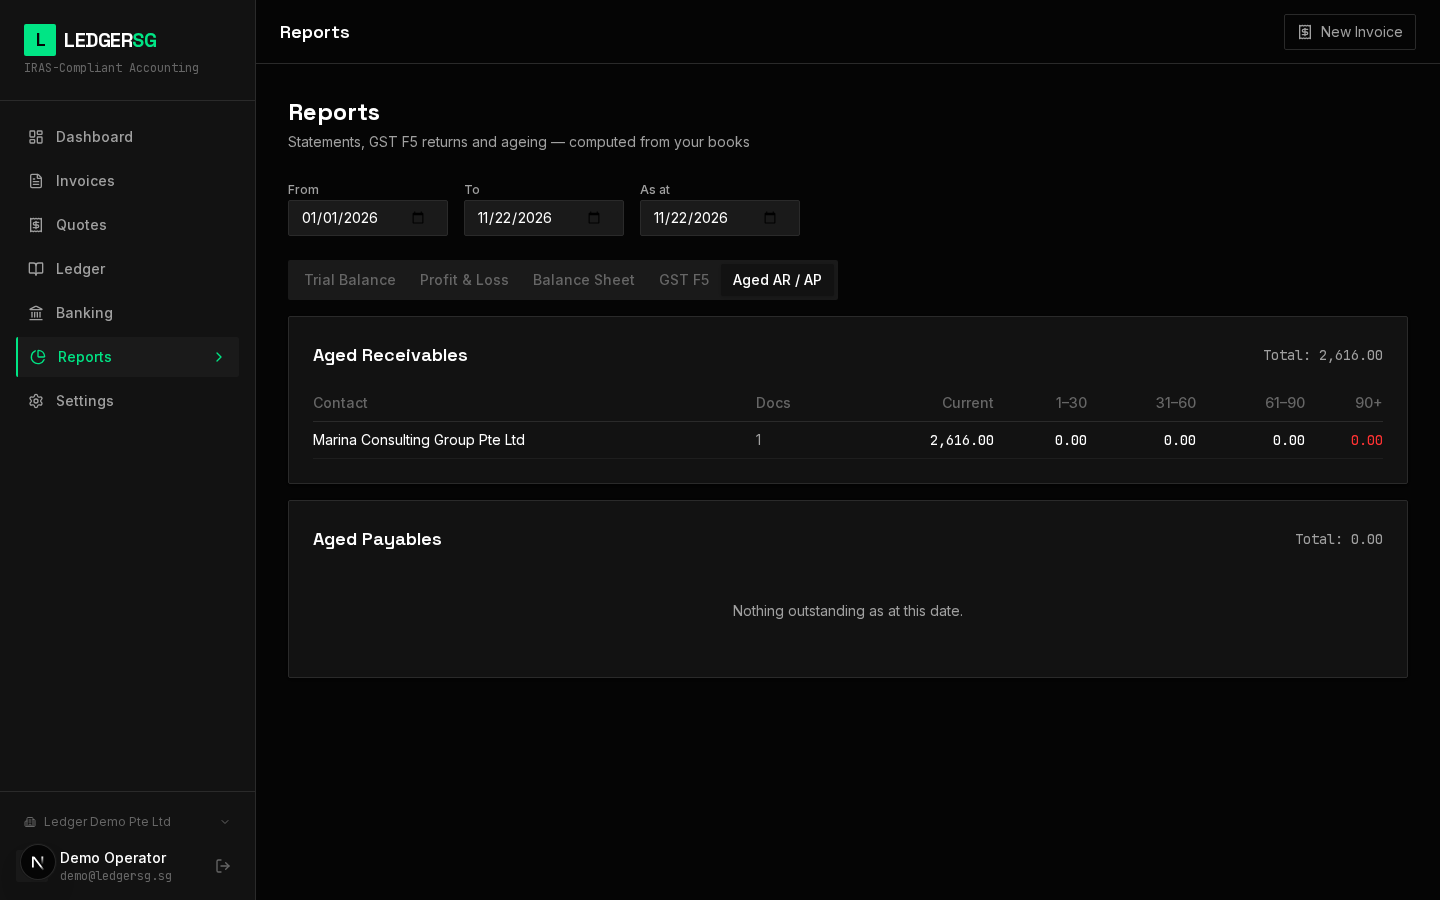 L LEDGERSG
IRAS-Compliant Accounting
Dashboard
Invoices
Quotes
Ledger
Banking
Reports
Settings
Ledger Demo Pte Ltd
N
Demo Operator
demo@ledgersg.sg
Reports
New Invoice
Reports
Statements, GST F5 returns and ageing — computed from your books
From To As at
01/01/2026 11/22/2026 11/22/2026
Trial Balance Profit & Loss Balance Sheet GST F5 Aged AR / AP
Aged Receivables Total: 2,616.00
Contact Docs Current 1–30 31–60 61–90 90+
Marina Consulting Group Pte Ltd 1 2,616.00 0.00 0.00 0.00 0.00
Aged Payables Total: 0.00
Nothing outstanding as at this date.